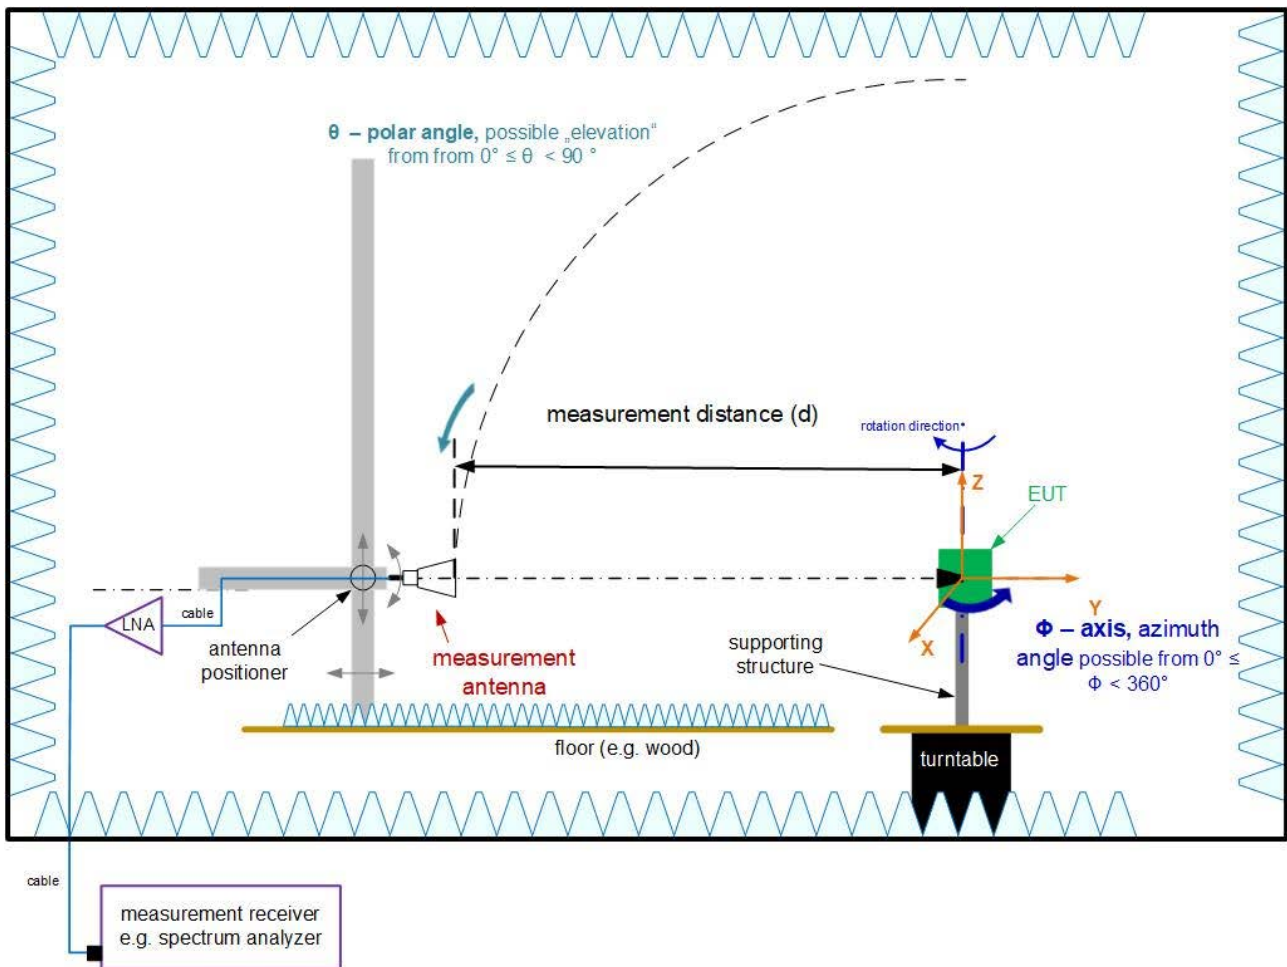 θ – polar angle, possible „elevation“
from from 0° ≤ θ < 90 °
measurement distance (d)
rotation direction
Z
EUT
Y
X
Φ – axis, azimuth
angle possible from 0° ≤
Φ < 360°
LNA
cable
antenna
positioner
measurement
antenna
supporting
structure
floor (e.g. wood)
turntable
cable
measurement receiver
e.g. spectrum analyzer